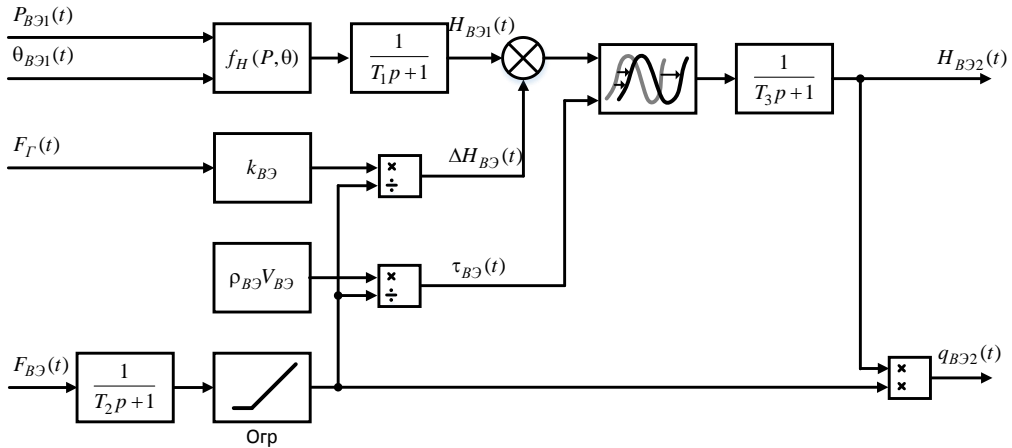 P_{ВЭ1}(t)
θ_{ВЭ1}(t)
f_H(P,θ)
1
T_1p+1
H_{ВЭ1}(t)
1
T_3p+1
H_{ВЭ2}(t)
F_Г(t)
k_{ВЭ}
×
÷
ΔH_{ВЭ}(t)
ρ_{ВЭ}V_{ВЭ}
×
÷
τ_{ВЭ}(t)
F_{ВЭ}(t)
1
T_2p+1
Огр
×
×
q_{ВЭ2}(t)